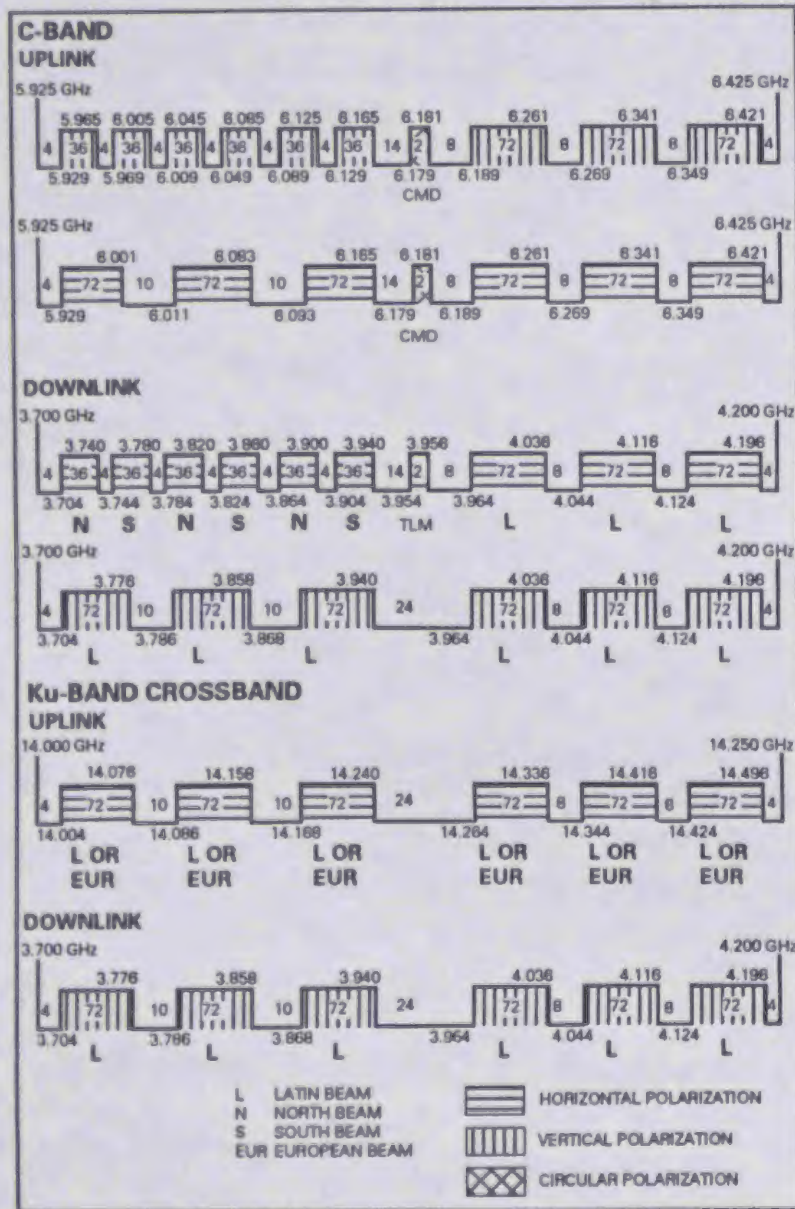 C-BAND
UPLINK
5.925 GHz 6.425 GHz
5.965 6.005 6.045 6.085 6.125 6.165 6.181 6.261 6.341 6.421
4 36 4 36 4 36 4 36 4 36 4 36 14 2 8 72 8 72 8 72 4
5.929 5.969 6.009 6.049 6.089 6.129 6.179 6.189 6.269 6.349
CMD
5.925 GHz 6.425 GHz
6.001 6.083 6.165 6.181 6.261 6.341 6.421
4 72 10 72 10 72 14 2 8 72 8 72 8 72 4
5.929 6.011 6.093 6.179 6.189 6.269 6.349
CMD
DOWNLINK
3.700 GHz 4.200 GHz
3.740 3.780 3.820 3.860 3.900 3.940 3.956 4.036 4.116 4.196
4 36 4 36 4 36 4 36 4 36 4 36 14 2 8 72 8 72 8 72 4
3.704 3.744 3.784 3.824 3.864 3.904 3.954 3.964 4.044 4.124
N S N S N S TLM L L L
3.700 GHz 4.200 GHz
3.776 3.858 3.940 4.036 4.116 4.196
4 72 10 72 10 72 24 72 8 72 8 72 4
3.704 3.786 3.868 3.964 4.044 4.124
L L L L L L
Ku-BAND CROSSBAND
UPLINK
14.000 GHz 14.250 GHz
14.076 14.158 14.240 14.336 14.416 14.496
4 72 10 72 10 72 24 72 8 72 8 72 4
14.004 14.086 14.168 14.264 14.344 14.424
L OR L OR L OR L OR L OR L OR
EUR EUR EUR EUR EUR EUR
DOWNLINK
3.700 GHz 4.200 GHz
3.776 3.858 3.940 4.036 4.116 4.196
4 72 10 72 10 72 24 72 8 72 8 72 4
3.704 3.786 3.868 3.964 4.044 4.124
L L L L L L
L LATIN BEAM
N NORTH BEAM
S SOUTH BEAM
EUR EUROPEAN BEAM
HORIZONTAL POLARIZATION
VERTICAL POLARIZATION
CIRCULAR POLARIZATION